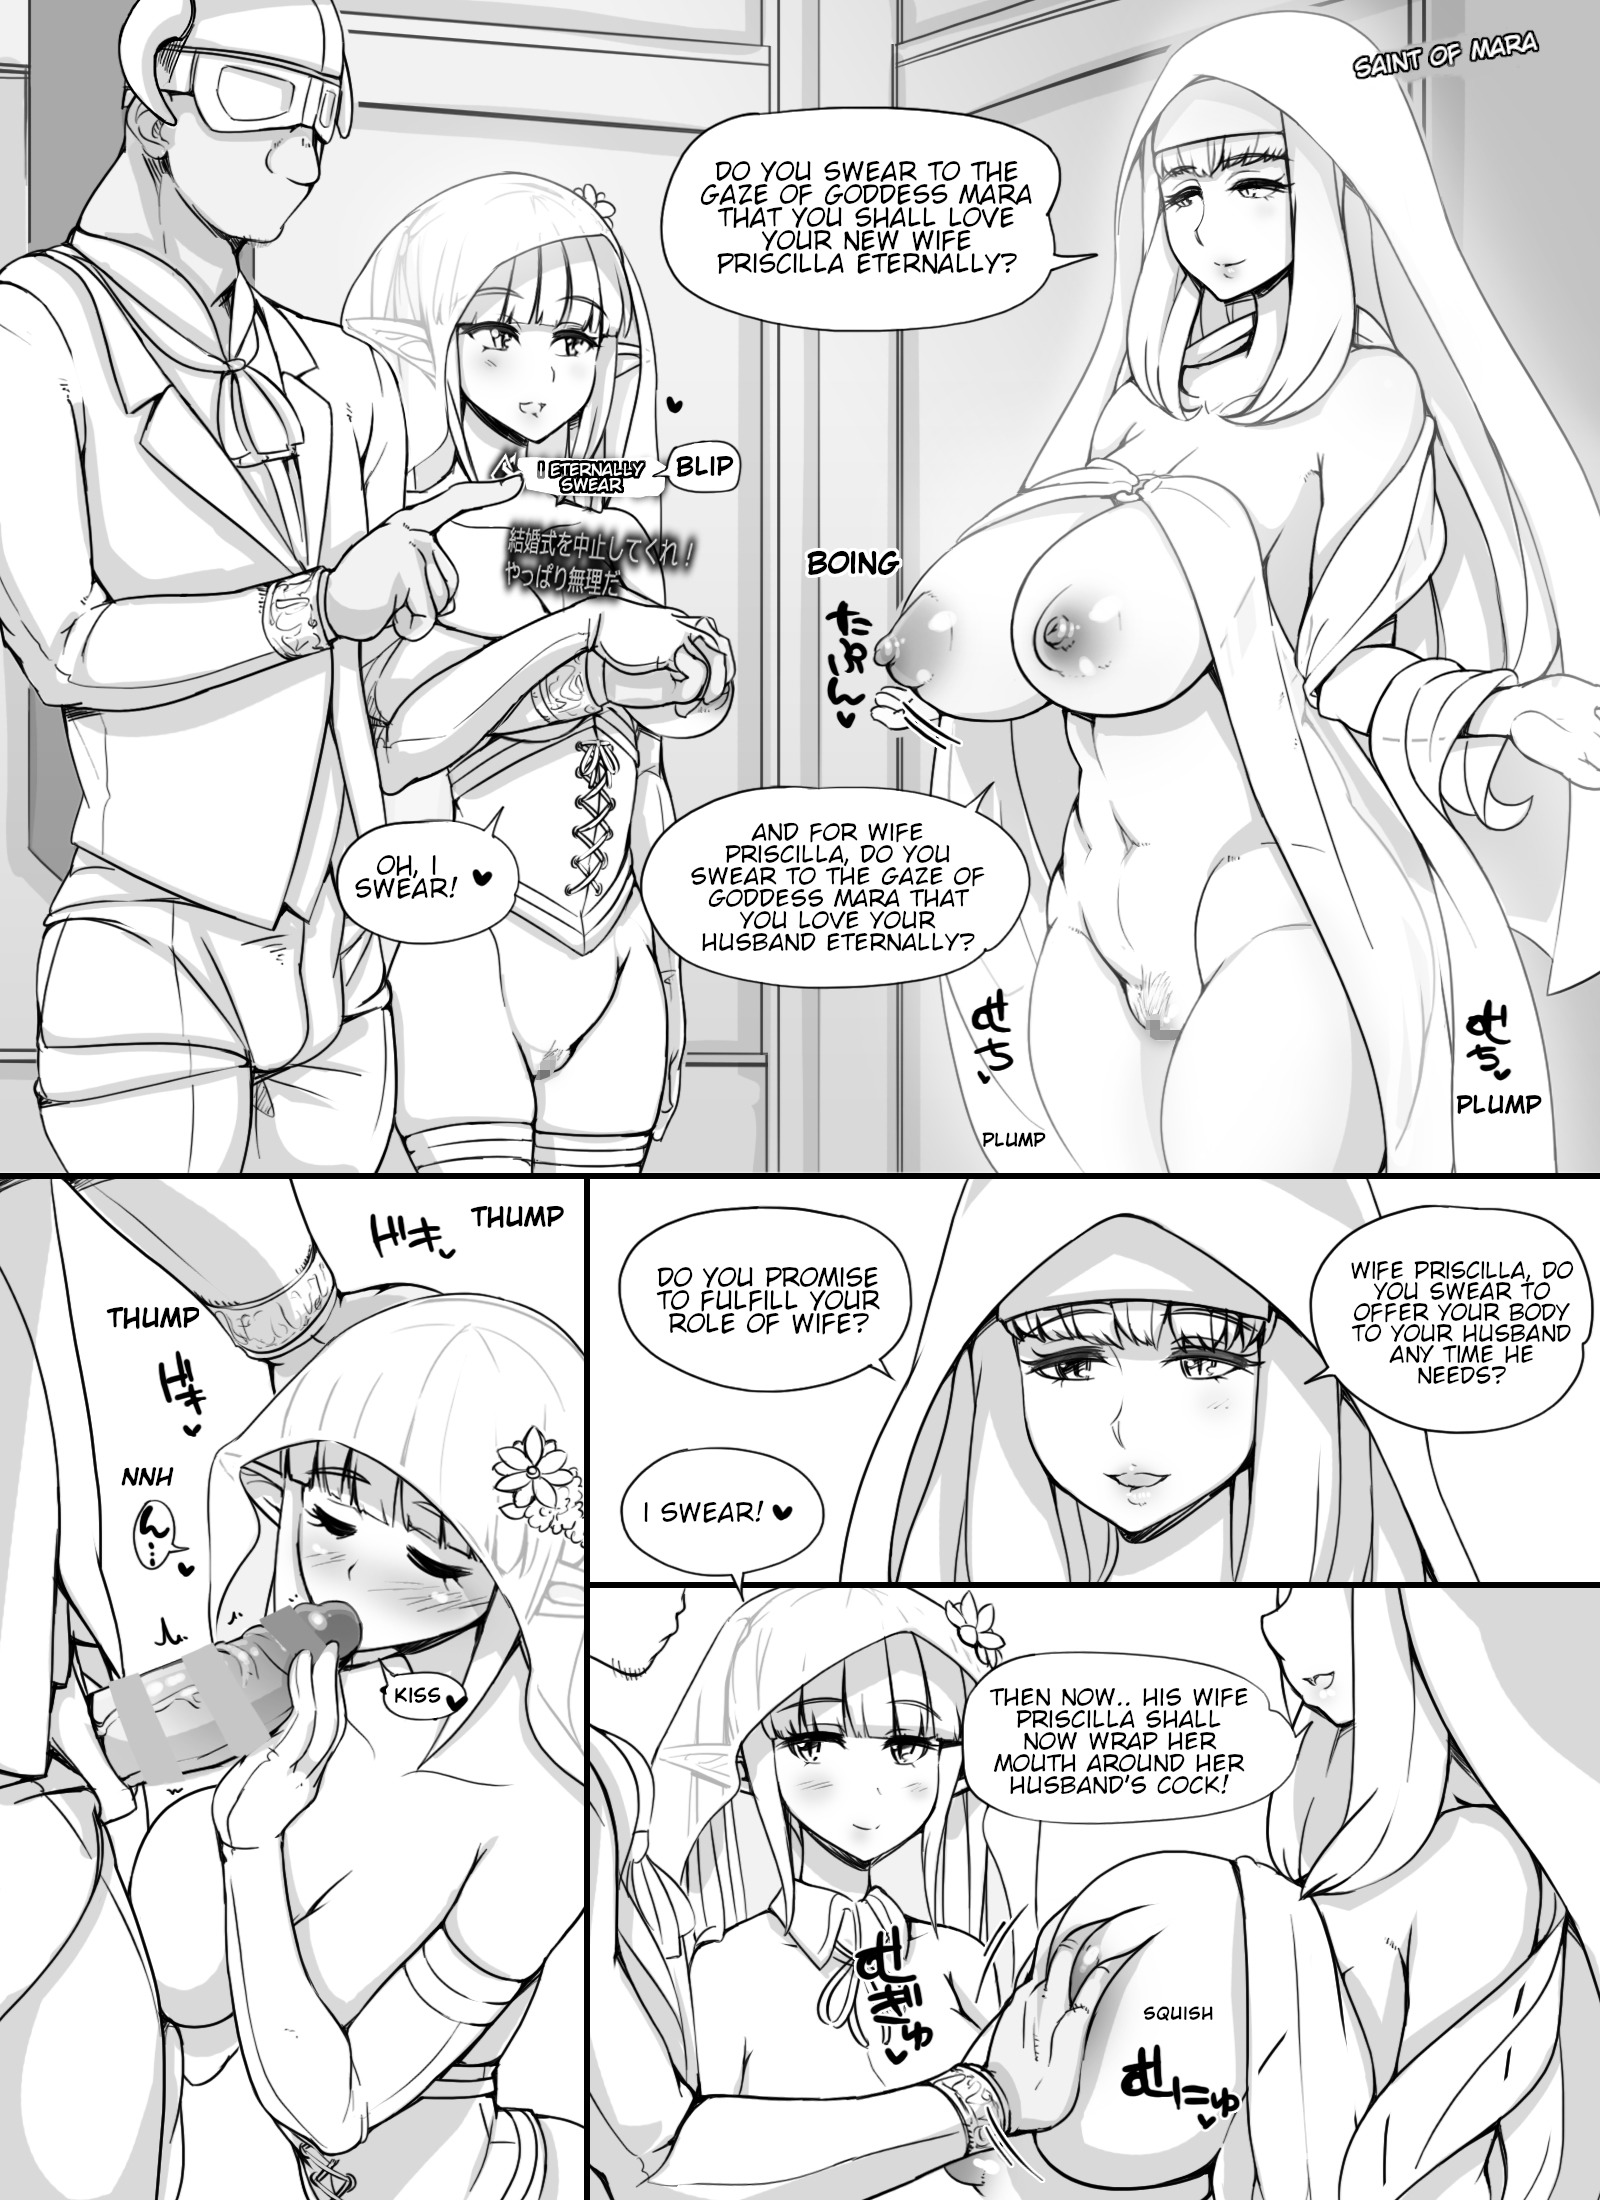 SAINT OF MARA
DO YOU SWEAR TO THE
GAZE OF GODDESS MARA
THAT YOU SHALL LOVE
YOUR NEW WIFE
PRISCILLA ETERNALLY?
I ETERNALLY
SWEAR
BLIP
結婚式を中止してくれ！
やっぱり無理だ
BOING
たぷん
OH, I
SWEAR!
AND FOR WIFE
PRISCILLA, DO YOU
SWEAR TO THE GAZE OF
GODDESS MARA THAT
YOU LOVE YOUR
HUSBAND ETERNALLY?
むち
PLUMP
むち
PLUMP
THUMP
ドキ
THUMP
ドキ
NNH
ん…
KISS
DO YOU PROMISE
TO FULFILL YOUR
ROLE OF WIFE?
WIFE PRISCILLA, DO
YOU SWEAR TO
OFFER YOUR BODY
TO YOUR HUSBAND
ANY TIME HE
NEEDS?
I SWEAR!
THEN NOW.. HIS WIFE
PRISCILLA SHALL
NOW WRAP HER
MOUTH AROUND HER
HUSBAND'S COCK!
むぎゅ
SQUISH
むにゅ